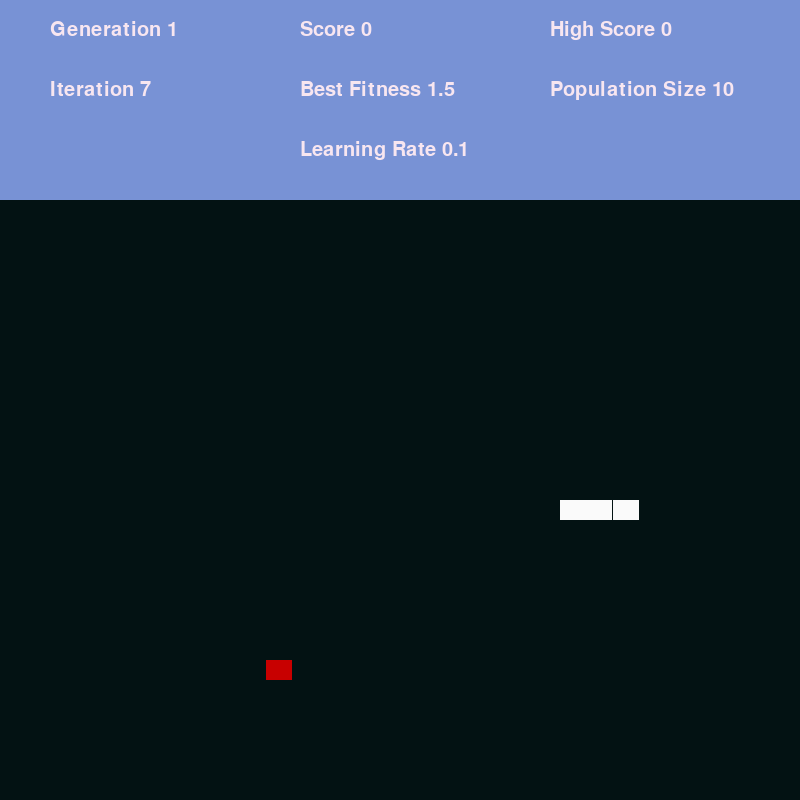 Generation 1 Score 0 High Score 0
Iteration 7 Best Fitness 1.5 Population Size 10
Learning Rate 0.1